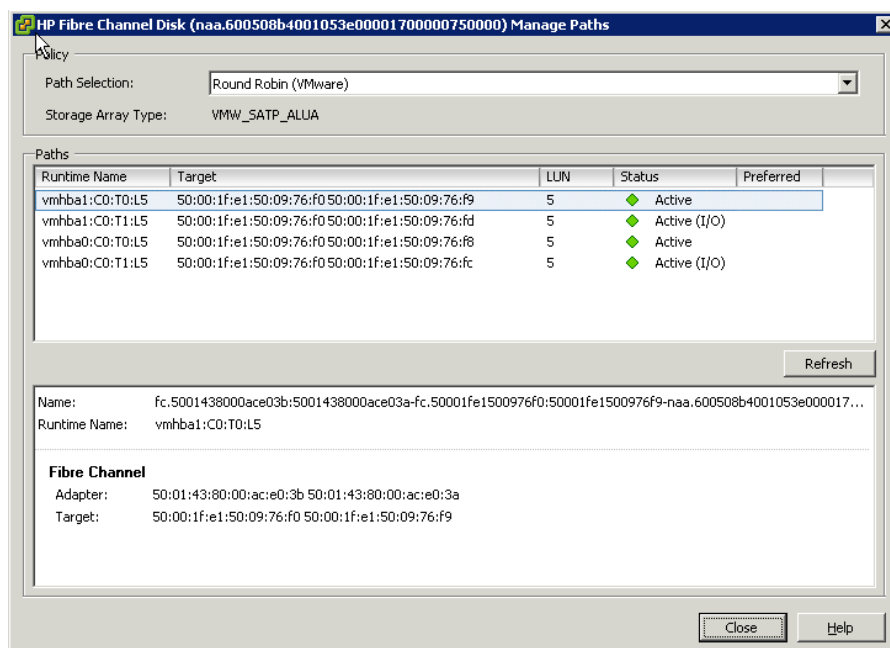 HP Fibre Channel Disk (naa.600508b4001053e00001700000750000) Manage Paths
Policy
Path Selection: Round Robin (VMware)
Storage Array Type: VMW_SATP_ALUA
Paths
Runtime Name Target LUN Status Preferred
vmhba1:C0:T0:L5 50:00:1f:e1:50:09:76:f0 50:00:1f:e1:50:09:76:f9 5 Active
vmhba1:C0:T1:L5 50:00:1f:e1:50:09:76:f0 50:00:1f:e1:50:09:76:fd 5 Active (I/O)
vmhba0:C0:T0:L5 50:00:1f:e1:50:09:76:f0 50:00:1f:e1:50:09:76:f8 5 Active
vmhba0:C0:T1:L5 50:00:1f:e1:50:09:76:f0 50:00:1f:e1:50:09:76:fc 5 Active (I/O)
Refresh
Name: fc.5001438000ace03b:5001438000ace03a-fc.50001fe1500976f0:50001fe1500976f9-naa.600508b4001053e000017...
Runtime Name: vmhba1:C0:T0:L5
Fibre Channel
Adapter: 50:01:43:80:00:ac:e0:3b 50:01:43:80:00:ac:e0:3a
Target: 50:00:1f:e1:50:09:76:f0 50:00:1f:e1:50:09:76:f9
Close Help